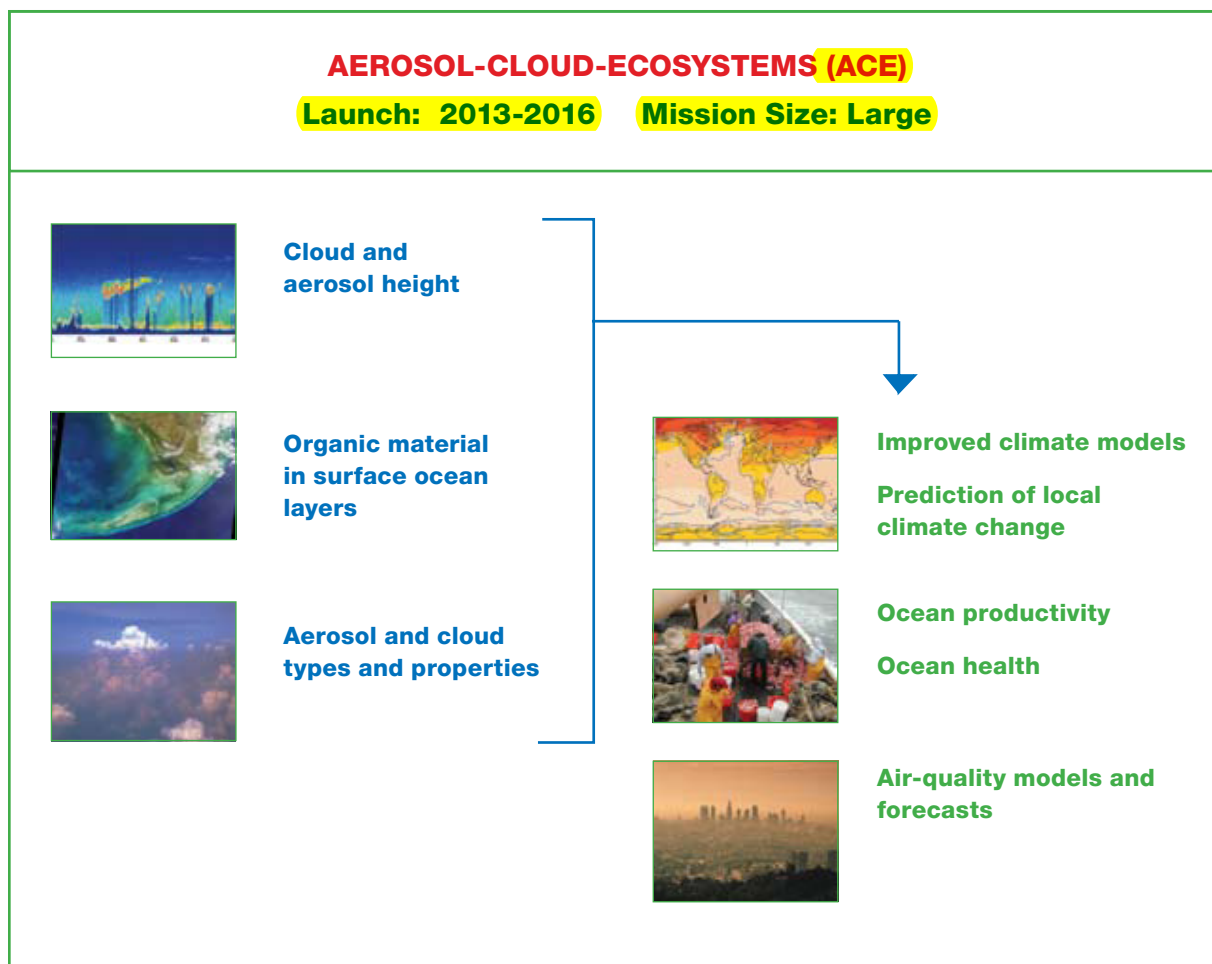 AEROSOL-CLOUD-ECOSYSTEMS (ACE)
Launch: 2013-2016 Mission Size: Large
Cloud and
aerosol height
Organic material
in surface ocean
layers
Aerosol and cloud
types and properties
Improved climate models
Prediction of local
climate change
Ocean productivity
Ocean health
Air-quality models and
forecasts